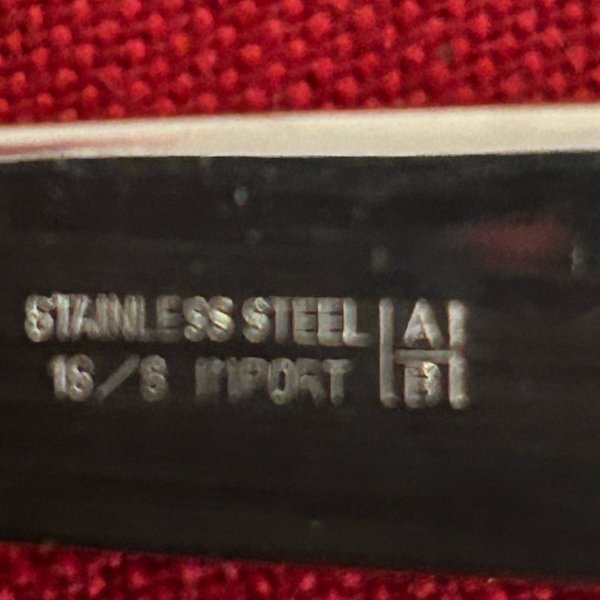 STAINLESS STEEL
18/8 IMPORT
A
B